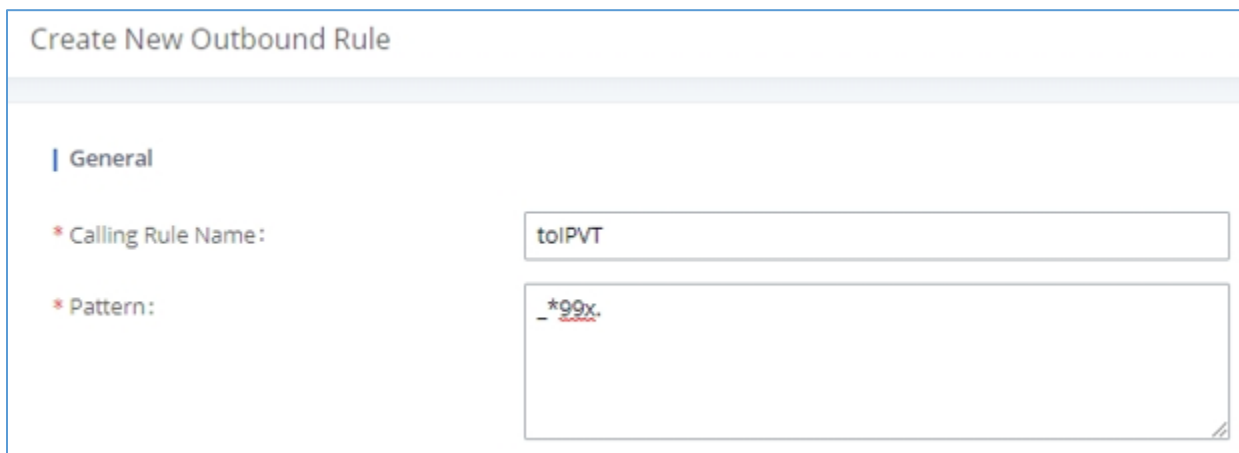 Create New Outbound Rule
General
* Calling Rule Name: toIPVT
* Pattern: _*99x.